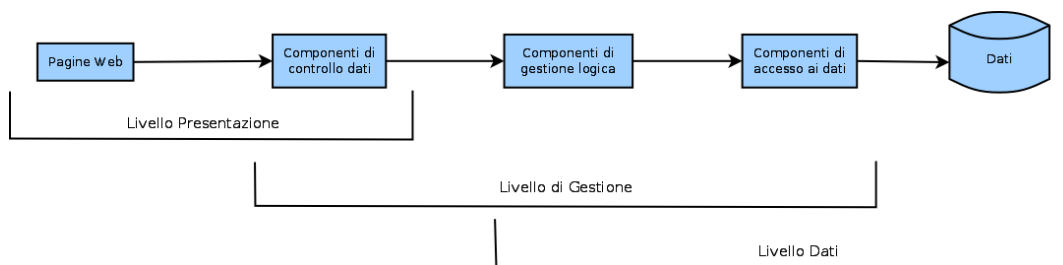 Pagine Web
Componenti di
controllo dati
Componenti di
gestione logica
Componenti di
accesso ai dati
Dati
Livello Presentazione
Livello di Gestione
Livello Dati